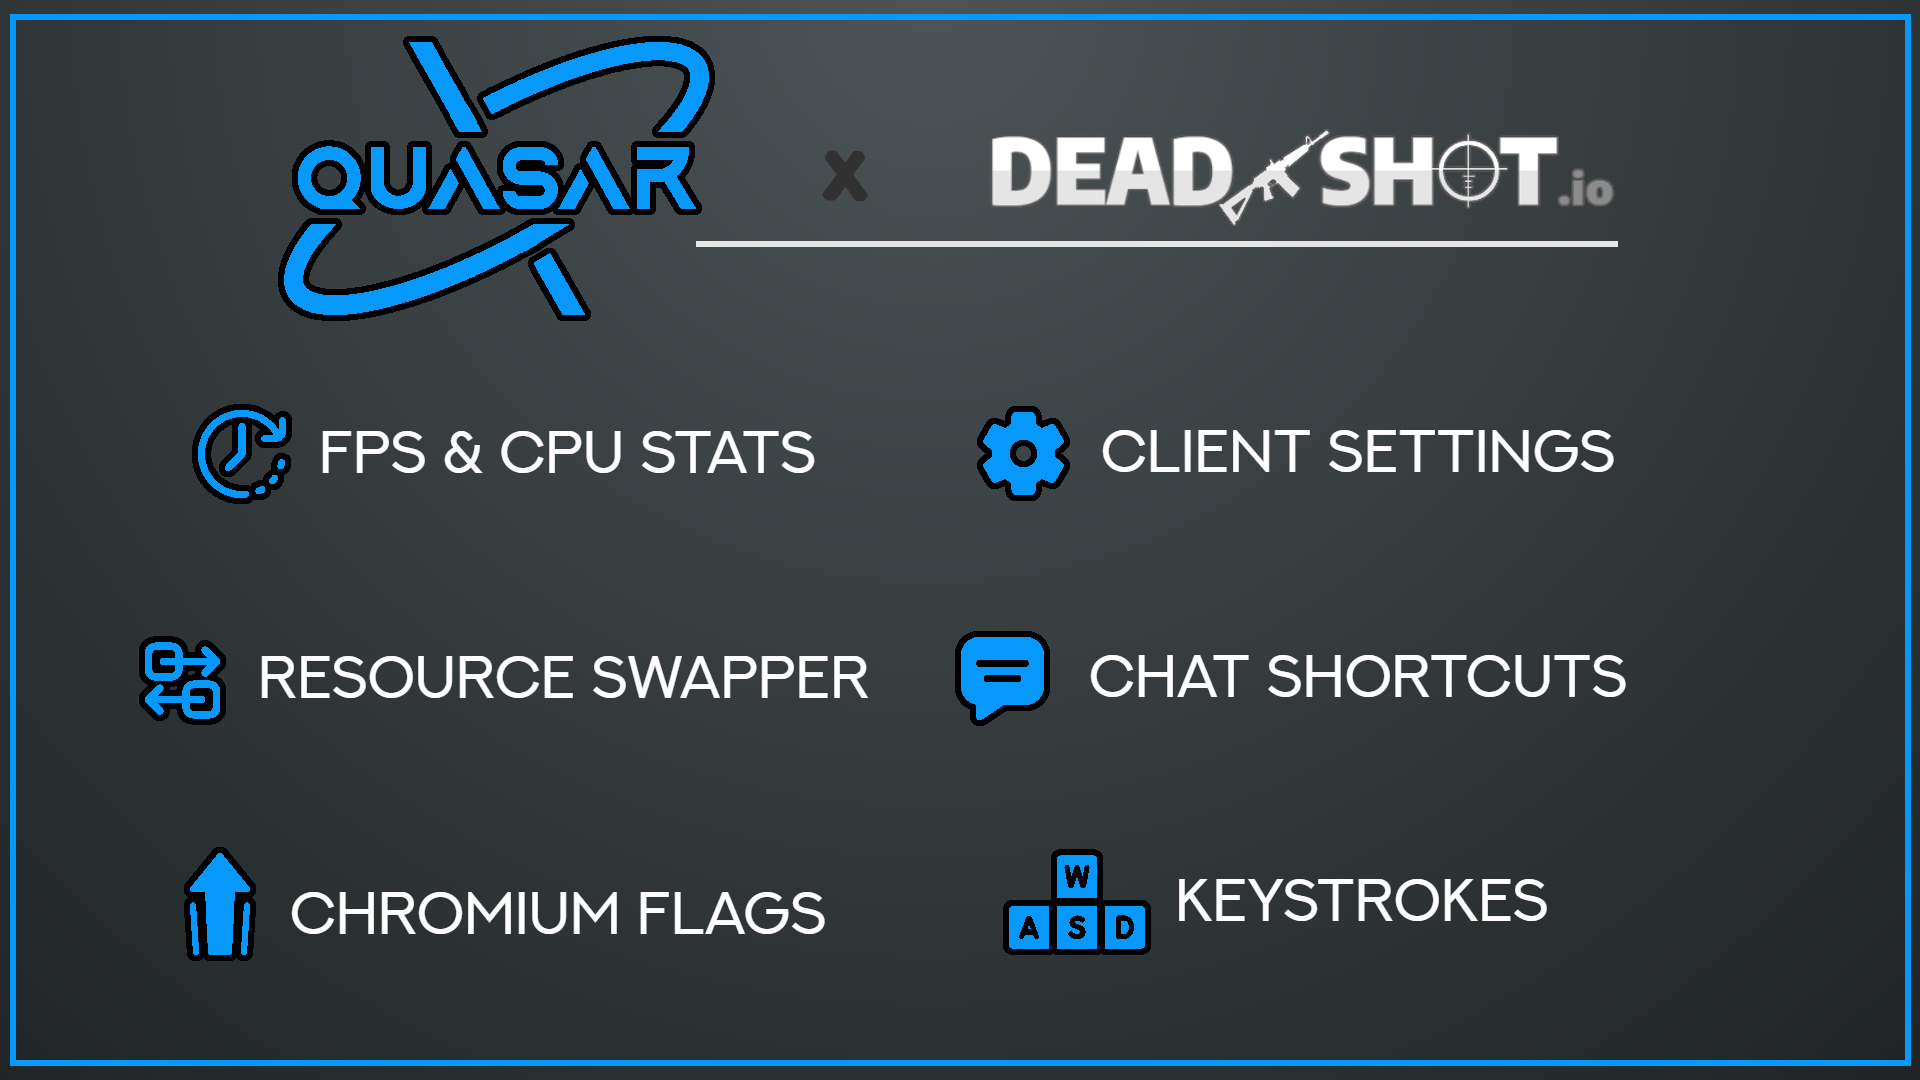 QUASAR X DEADSHOT.io
FPS & CPU STATS
CLIENT SETTINGS
RESOURCE SWAPPER
CHAT SHORTCUTS
CHROMIUM FLAGS
W
A S D
KEYSTROKES